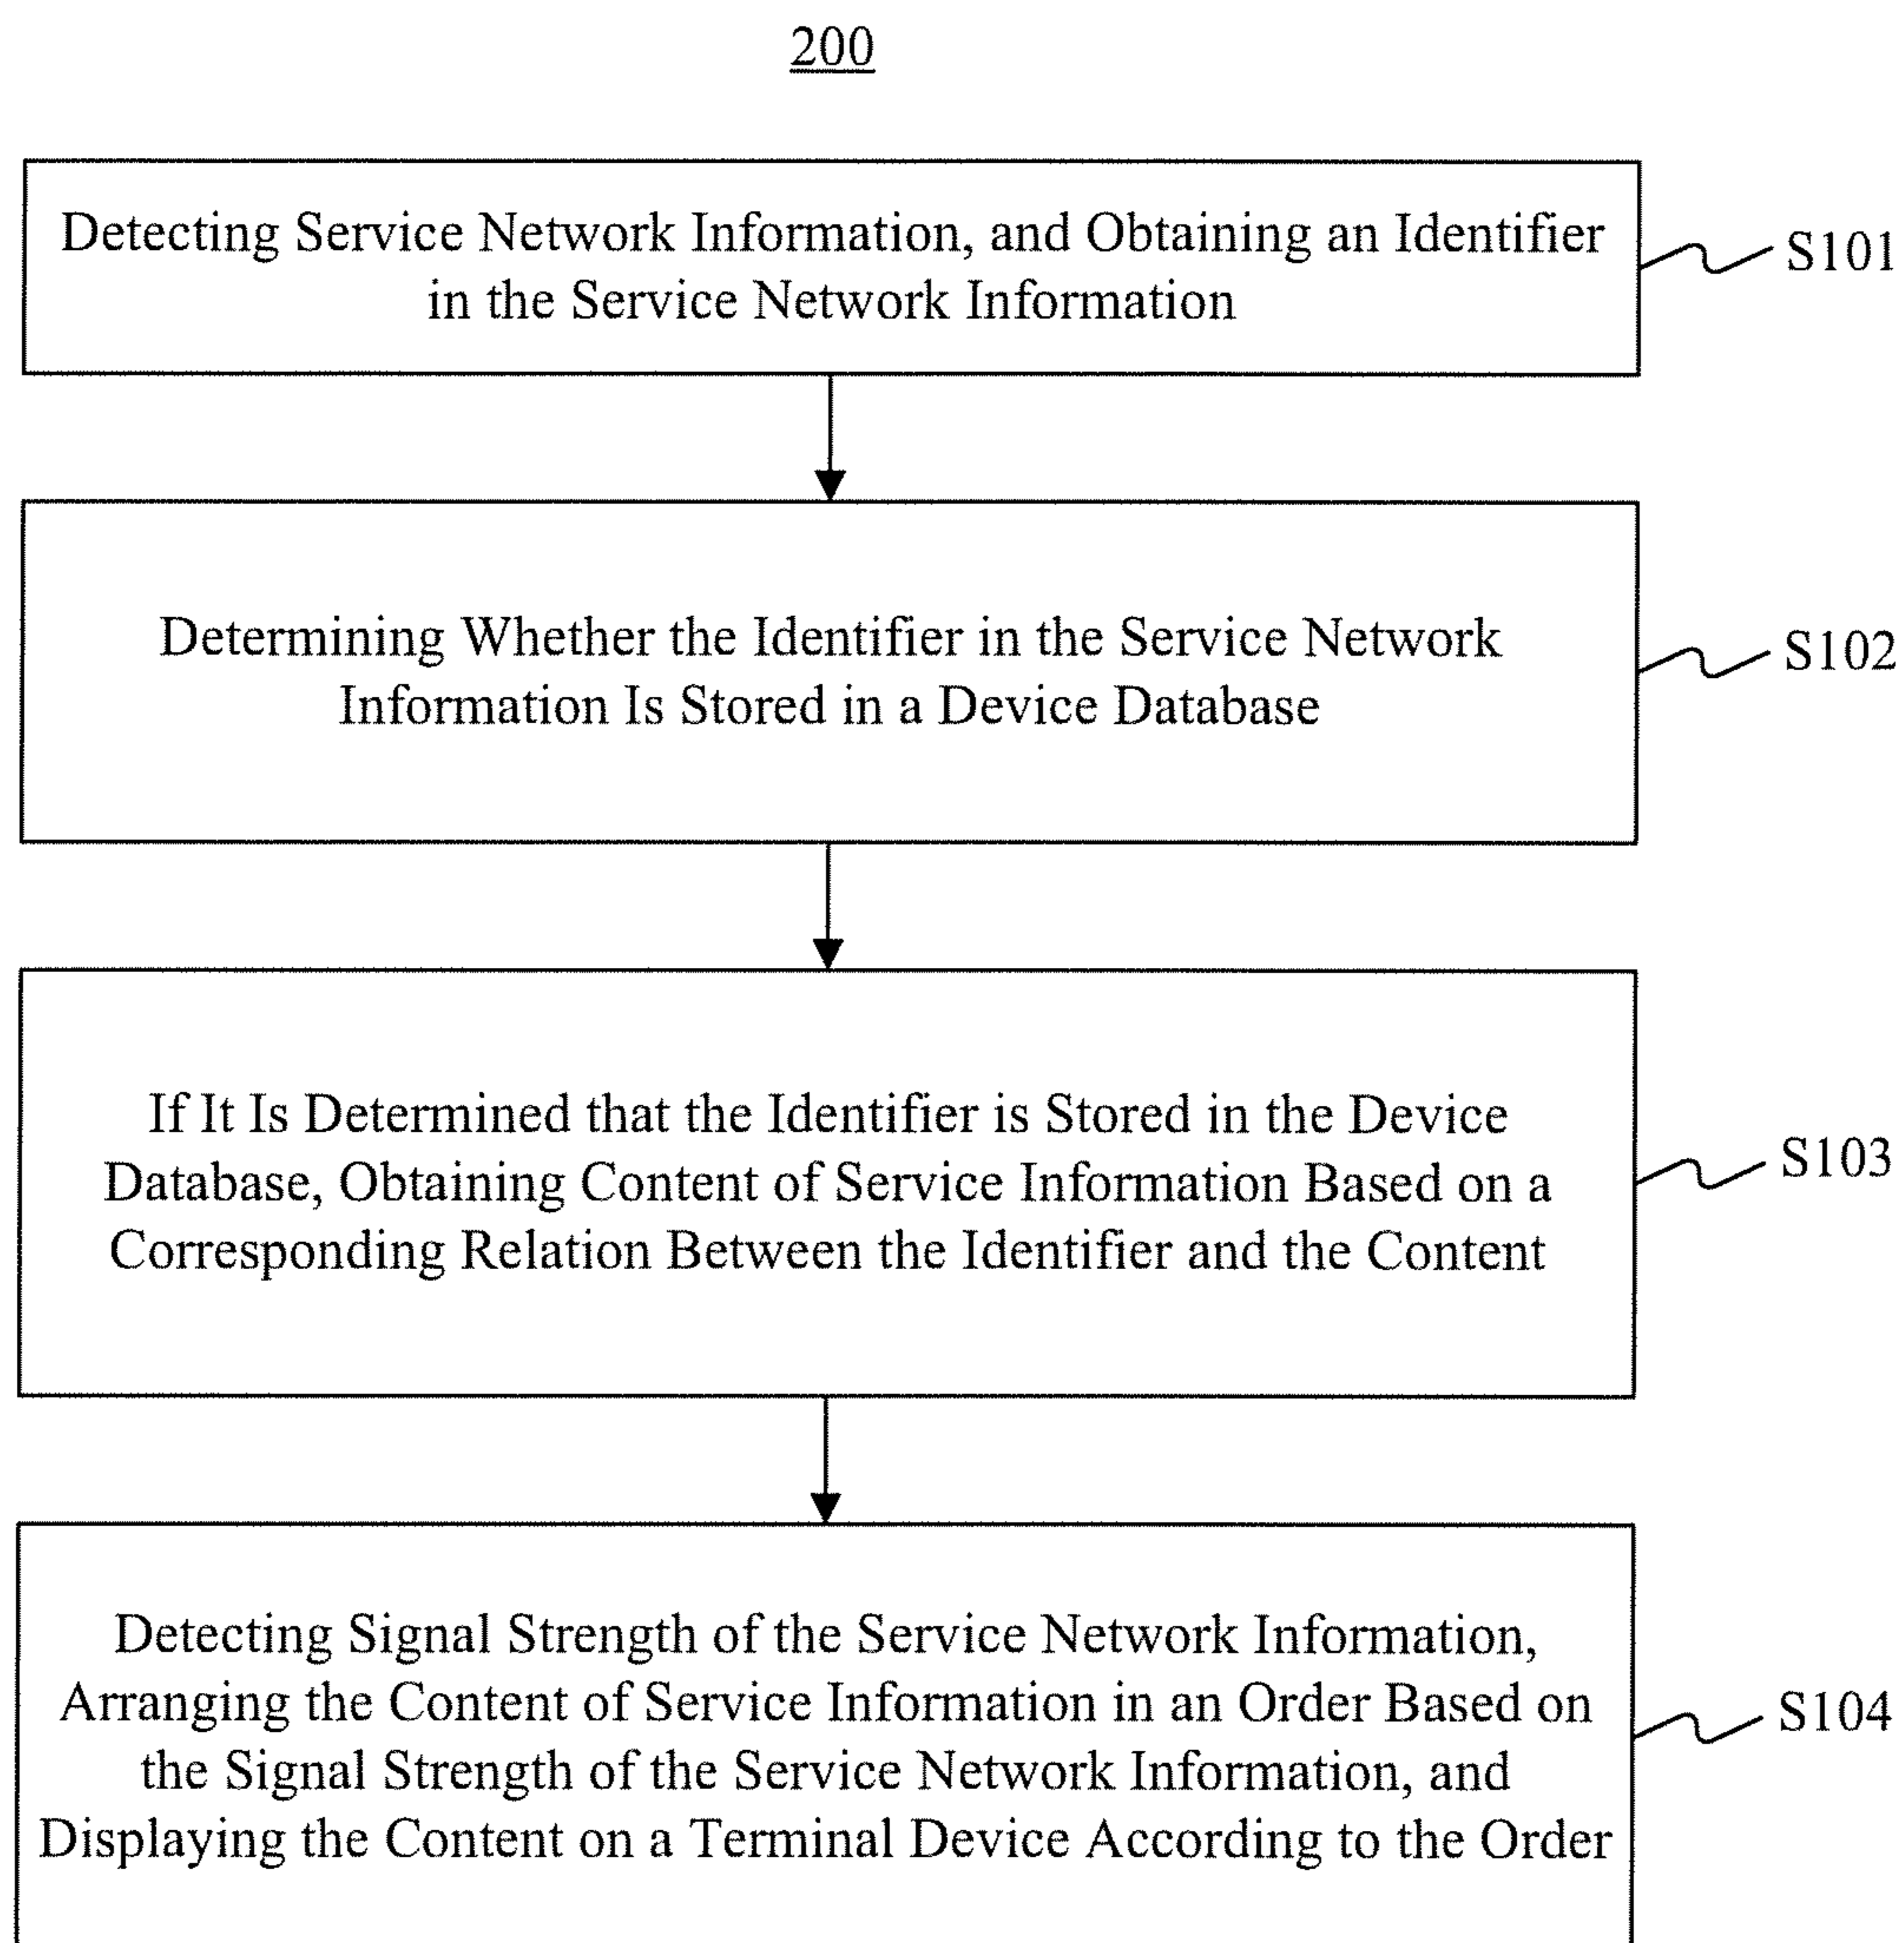 200
Detecting Service Network Information, and Obtaining an Identifier
in the Service Network Information
S101
Determining Whether the Identifier in the Service Network
Information Is Stored in a Device Database
S102
If It Is Determined that the Identifier is Stored in the Device
Database, Obtaining Content of Service Information Based on a
Corresponding Relation Between the Identifier and the Content
S103
Detecting Signal Strength of the Service Network Information,
Arranging the Content of Service Information in an Order Based on
the Signal Strength of the Service Network Information, and
Displaying the Content on a Terminal Device According to the Order
S104